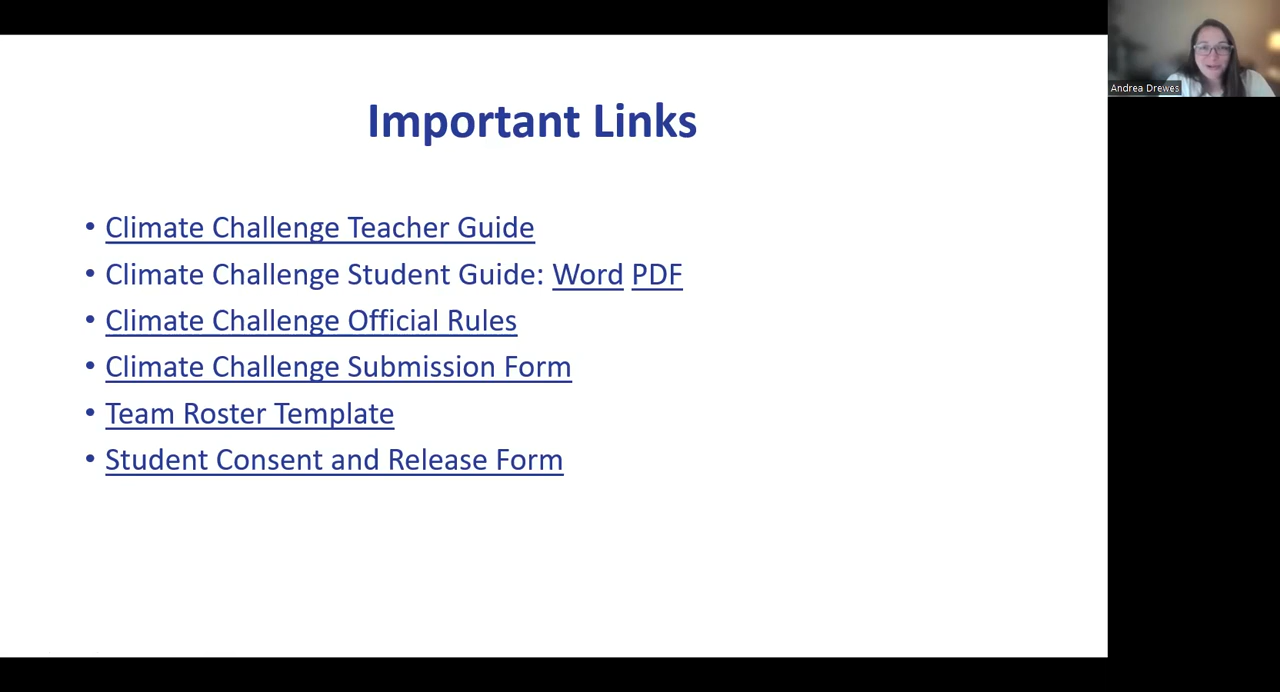 Important Links
• Climate Challenge Teacher Guide
• Climate Challenge Student Guide: Word PDF
• Climate Challenge Official Rules
• Climate Challenge Submission Form
• Team Roster Template
• Student Consent and Release Form
Andrea Drewes